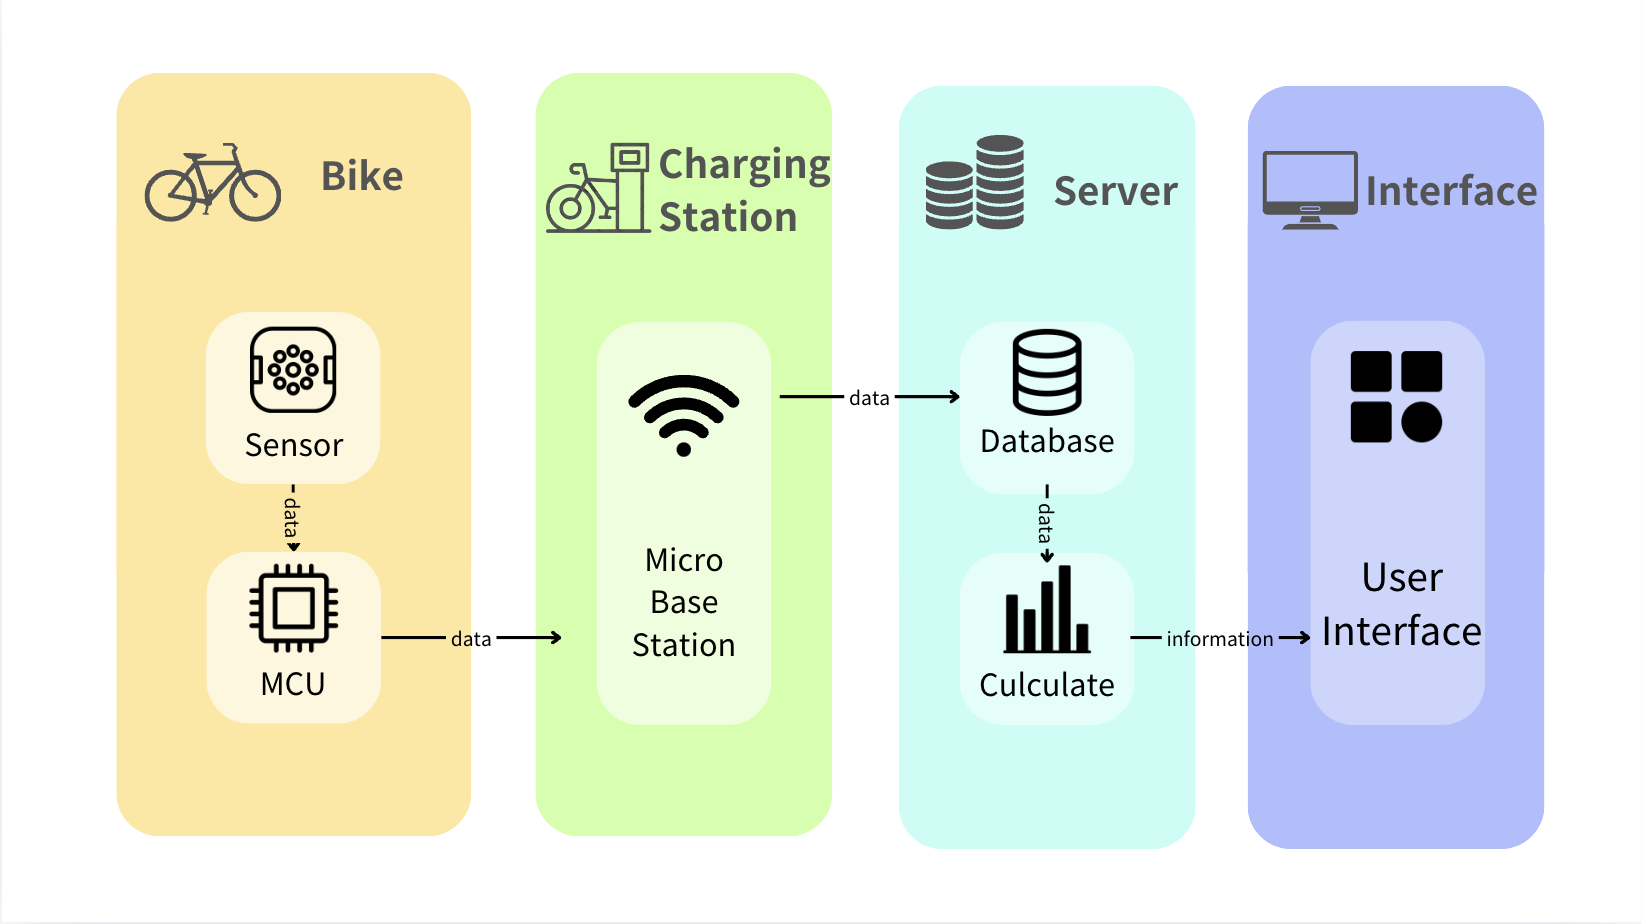 Bike
Sensor
data
MCU
data
Charging
Station
Micro
Base
Station
data
Server
Database
data
Culculate
information
Interface
User
Interface